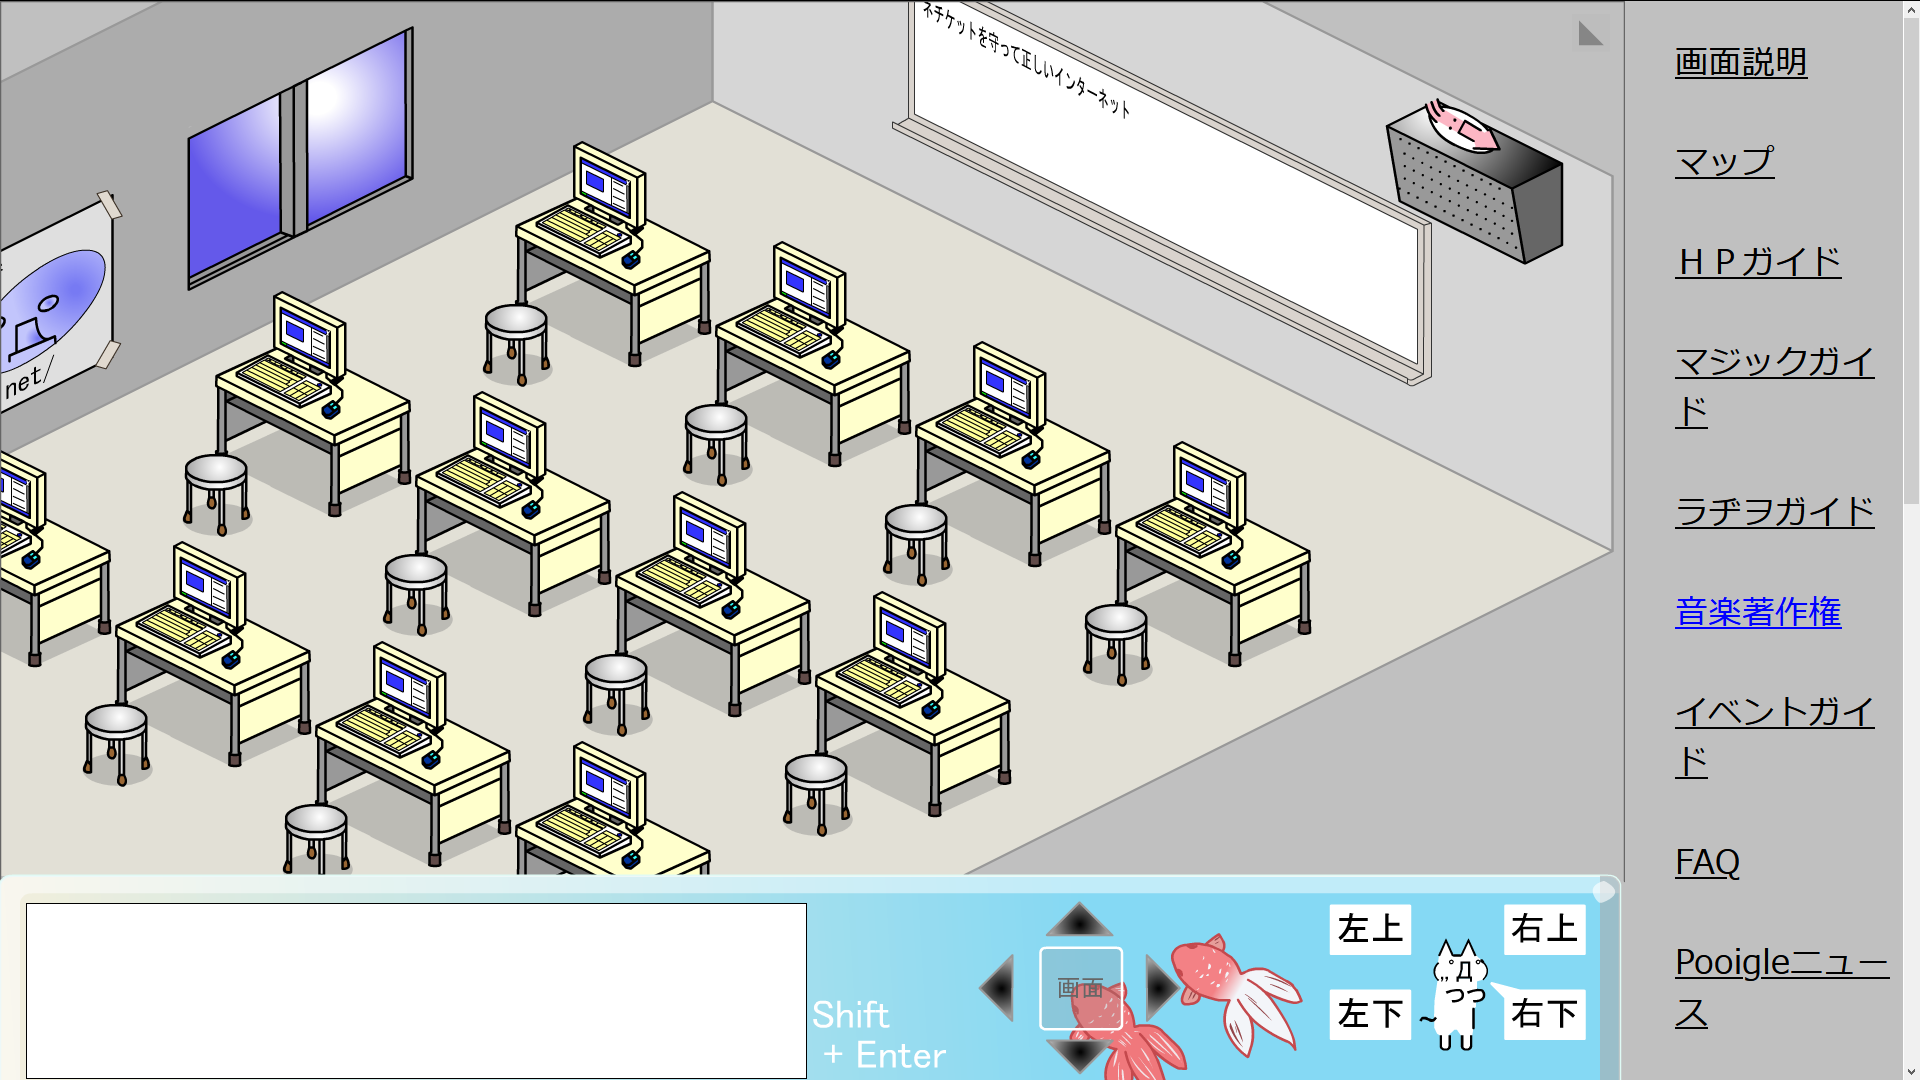 ネチケットを守って正しいインターネット
net/
画面説明
マップ
ＨＰガイド
マジックガイ
ド
ラヂヲガイド
音楽著作権
イベントガイ
ド
FAQ
Pooigleニュー
ス
Shift
+ Enter
画面
左上
右上
左下
右下